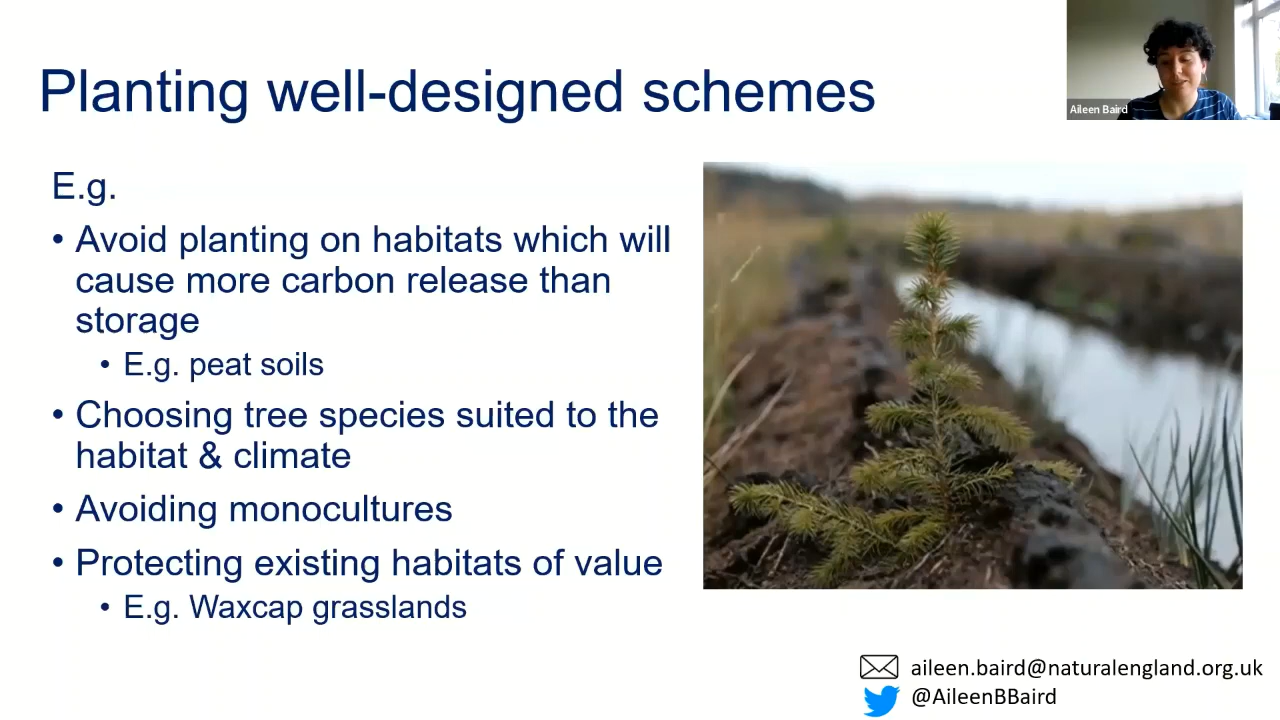 Planting well-designed schemes
Aileen Baird
E.g.
• Avoid planting on habitats which will
cause more carbon release than
storage
• E.g. peat soils
• Choosing tree species suited to the
habitat & climate
• Avoiding monocultures
• Protecting existing habitats of value
• E.g. Waxcap grasslands
aileen.baird@naturalengland.org.uk
@AileenBBaird